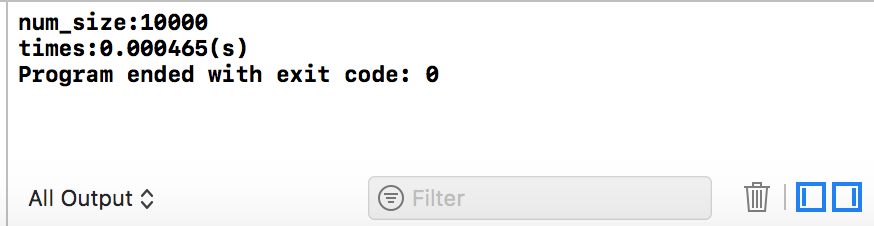 num_size:10000
times:0.000465(s)
Program ended with exit code: 0
All Output
Filter